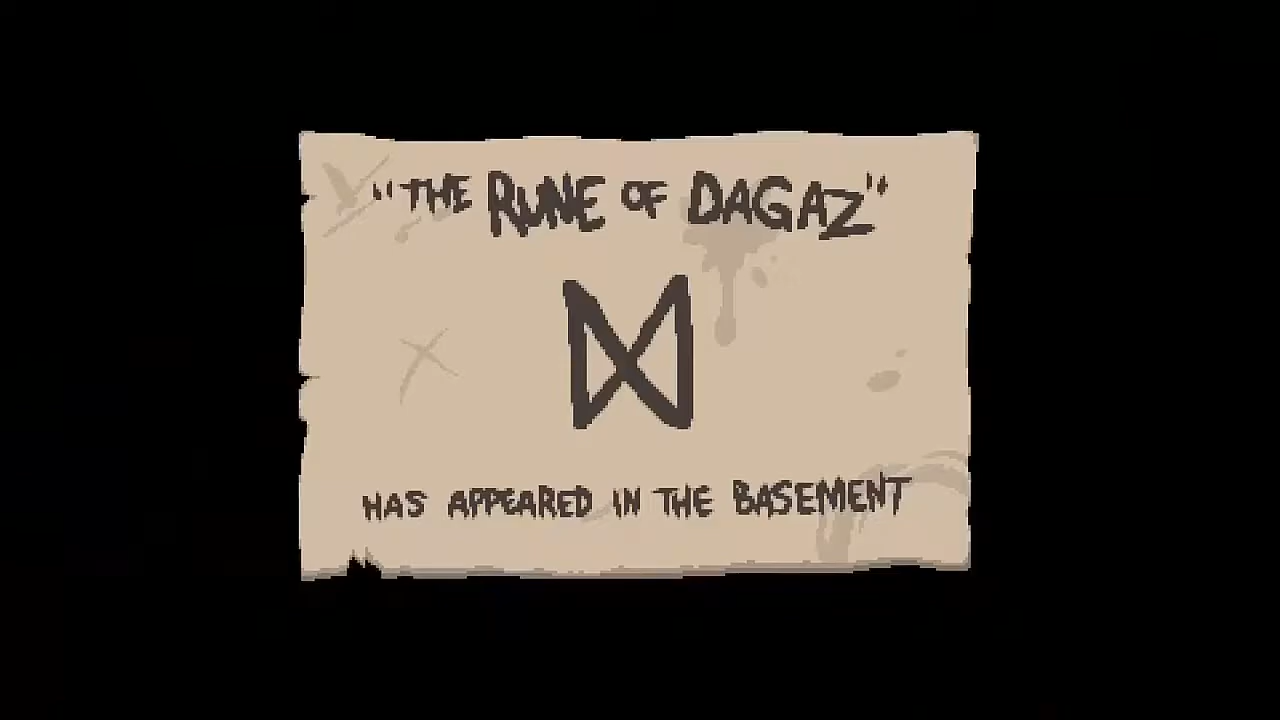 "THE RUNE OF DAGAZ"
HAS APPEARED IN THE BASEMENT